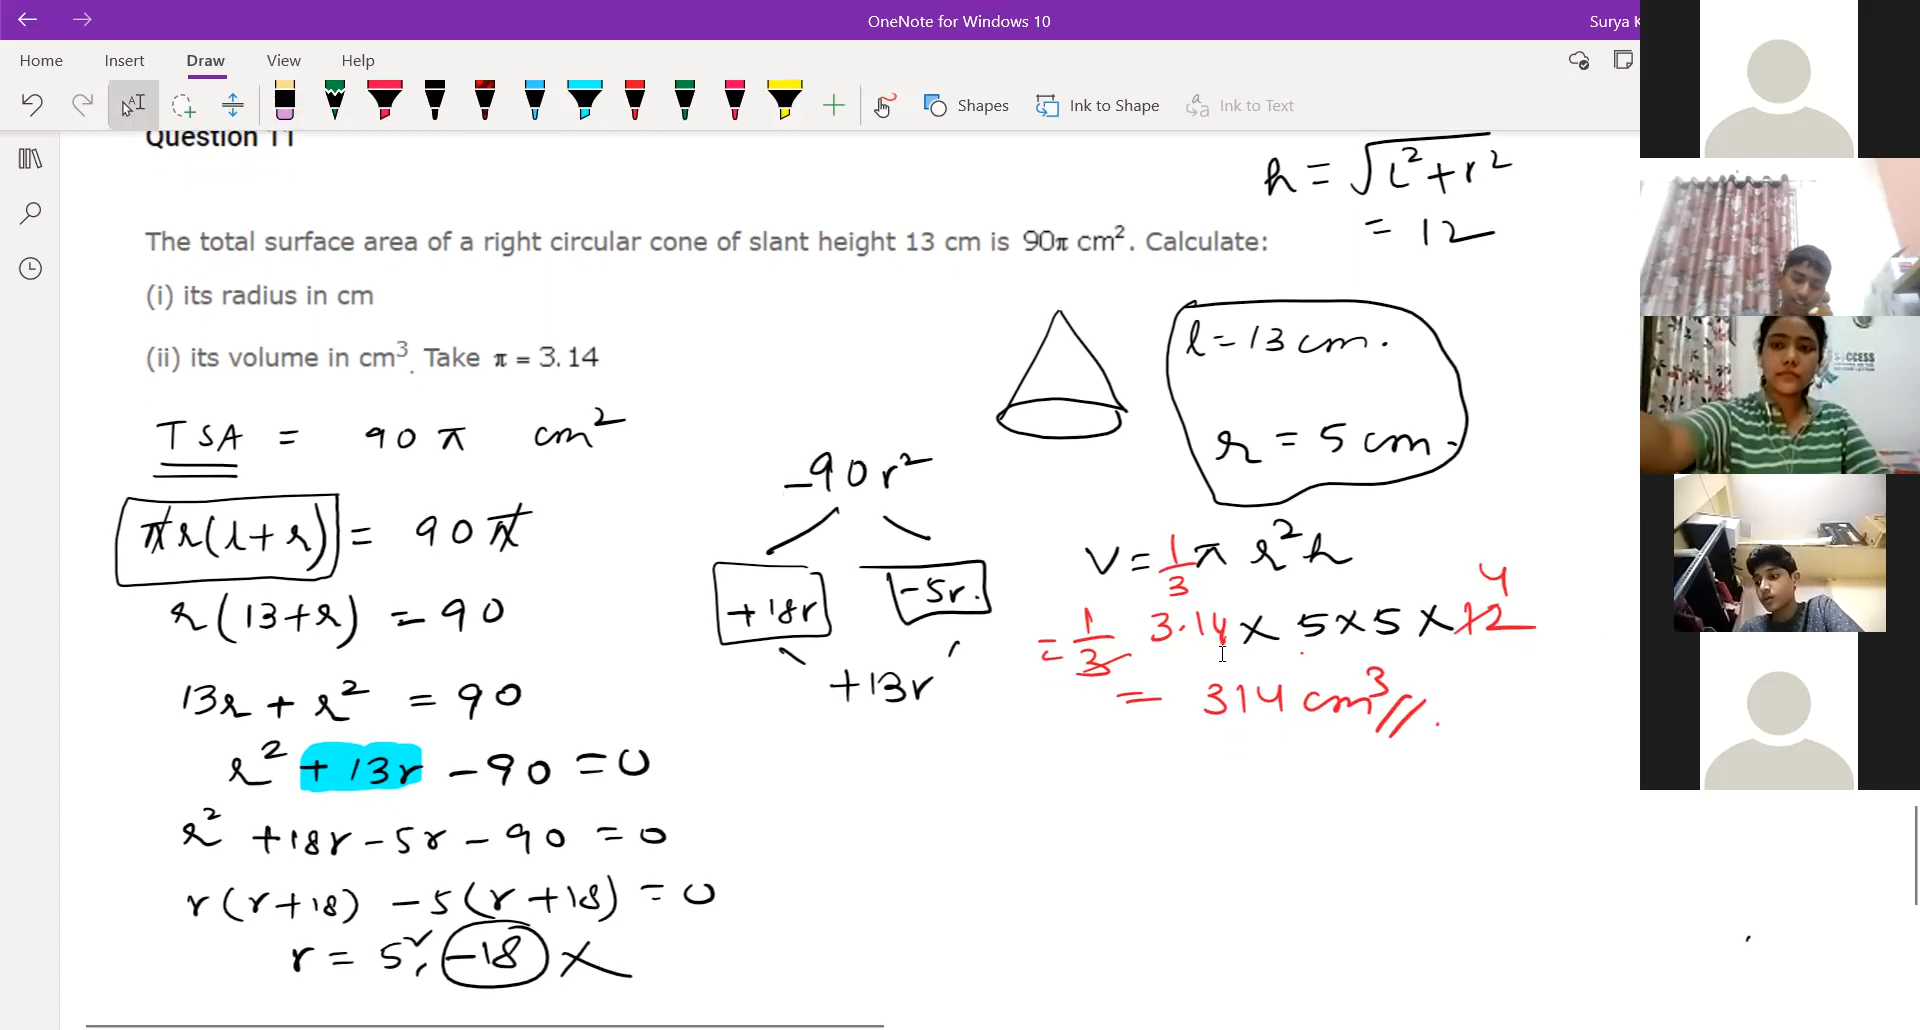 OneNote for Windows 10
Surya K
Home Insert Draw View Help
Shapes Ink to Shape Ink to Text
Question 11
h = √l² + r²
= 12
The total surface area of a right circular cone of slant height 13 cm is 90π cm². Calculate:
(i) its radius in cm
(ii) its volume in cm³. Take π = 3.14
l = 13 cm.
r = 5 cm.
TSA = 90 π cm²
πr(l+r) = 90π
r(13+r) = 90
13r + r² = 90
r² + 13r - 90 = 0
r² + 18r - 5r - 90 = 0
r(r+18) - 5(r+18) = 0
r = 5, -18 ×
-90r²
+18r -5r.
+13r
V = 1/3 π r²h
= 1/3 3.14 × 5×5 × 12 4
= 314 cm³//.
SUCCESS